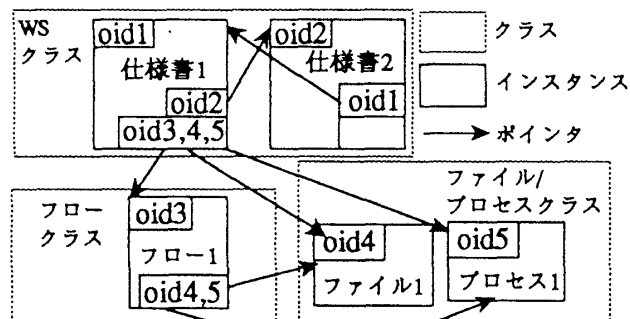 WS
クラス
oid1
仕様書1
oid2
oid3,4,5
oid2
仕様書2
oid1
クラス
インスタンス
ポインタ
フロー
クラス
oid3
フロー1
oid4,5
ファイル/
プロセスクラス
oid4
ファイル1
oid5
プロセス1